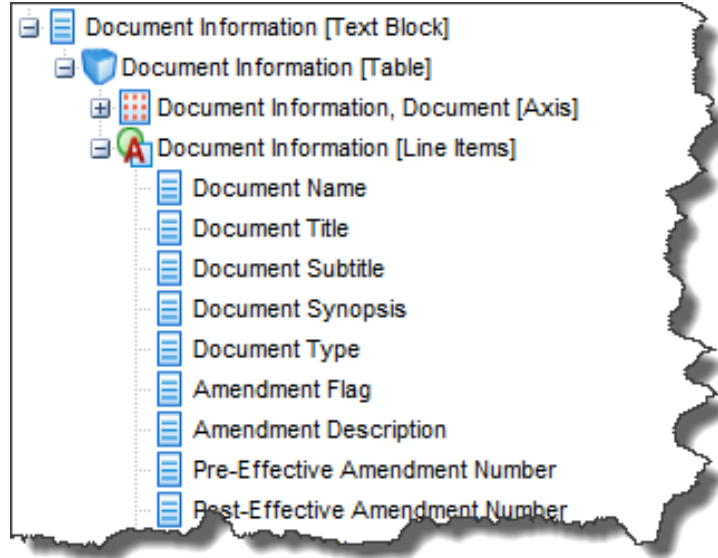 Document Information [Text Block]
Document Information [Table]
Document Information, Document [Axis]
Document Information [Line Items]
Document Name
Document Title
Document Subtitle
Document Synopsis
Document Type
Amendment Flag
Amendment Description
Pre-Effective Amendment Number
Post-Effective Amendment Number